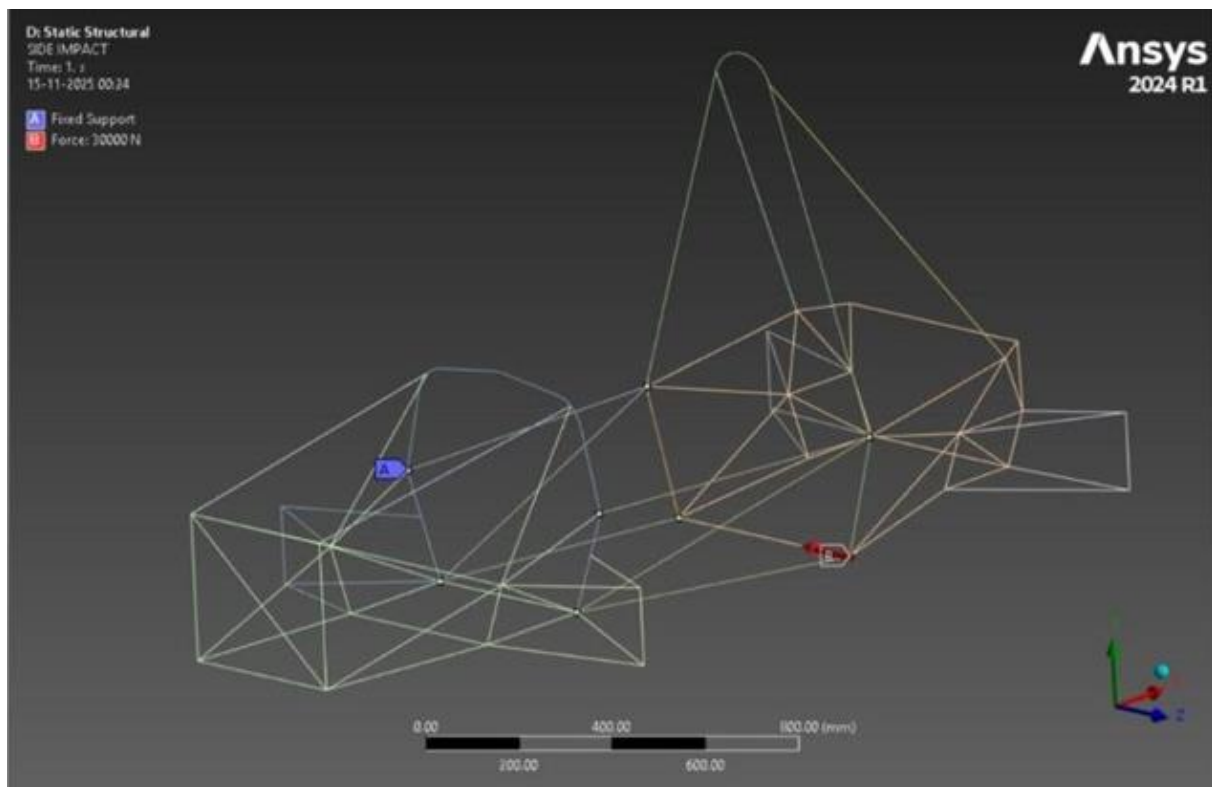 D: Static Structural
SIDE IMPACT
Time: 1. s
15-11-2025 00:34
A Fixed Support
B Force: 30000 N
Ansys
2024 R1
A
B
0.00 400.00 800.00 (mm)
200.00 600.00
Z